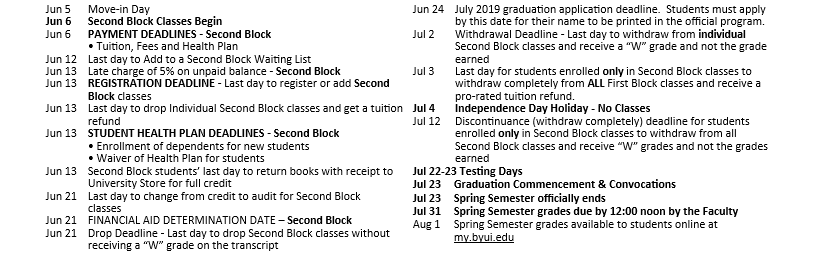 Jun 5 Move-in Day
Jun 6 Second Block Classes Begin
Jun 6 PAYMENT DEADLINES - Second Block
• Tuition, Fees and Health Plan
Jun 12 Last day to Add to a Second Block Waiting List
Jun 13 Late charge of 5% on unpaid balance - Second Block
Jun 13 REGISTRATION DEADLINE - Last day to register or add Second
Block classes
Jun 13 Last day to drop Individual Second Block classes and get a tuition
refund
Jun 13 STUDENT HEALTH PLAN DEADLINES - Second Block
• Enrollment of dependents for new students
• Waiver of Health Plan for students
Jun 13 Second Block students' last day to return books with receipt to
University Store for full credit
Jun 21 Last day to change from credit to audit for Second Block
classes
Jun 21 FINANCIAL AID DETERMINATION DATE – Second Block
Jun 21 Drop Deadline - Last day to drop Second Block classes without
receiving a "W" grade on the transcript
Jun 24 July 2019 graduation application deadline. Students must apply
by this date for their name to be printed in the official program.
Jul 2 Withdrawal Deadline - Last day to withdraw from individual
Second Block classes and receive a "W" grade and not the grade
earned
Jul 3 Last day for students enrolled only in Second Block classes to
withdraw completely from ALL First Block classes and receive a
pro-rated tuition refund.
Jul 4 Independence Day Holiday - No Classes
Jul 12 Discontinuance (withdraw completely) deadline for students
enrolled only in Second Block classes to withdraw from all
Second Block classes and receive "W" grades and not the grades
earned
Jul 22-23 Testing Days
Jul 23 Graduation Commencement & Convocations
Jul 23 Spring Semester officially ends
Jul 31 Spring Semester grades due by 12:00 noon by the Faculty
Aug 1 Spring Semester grades available to students online at
my.byui.edu